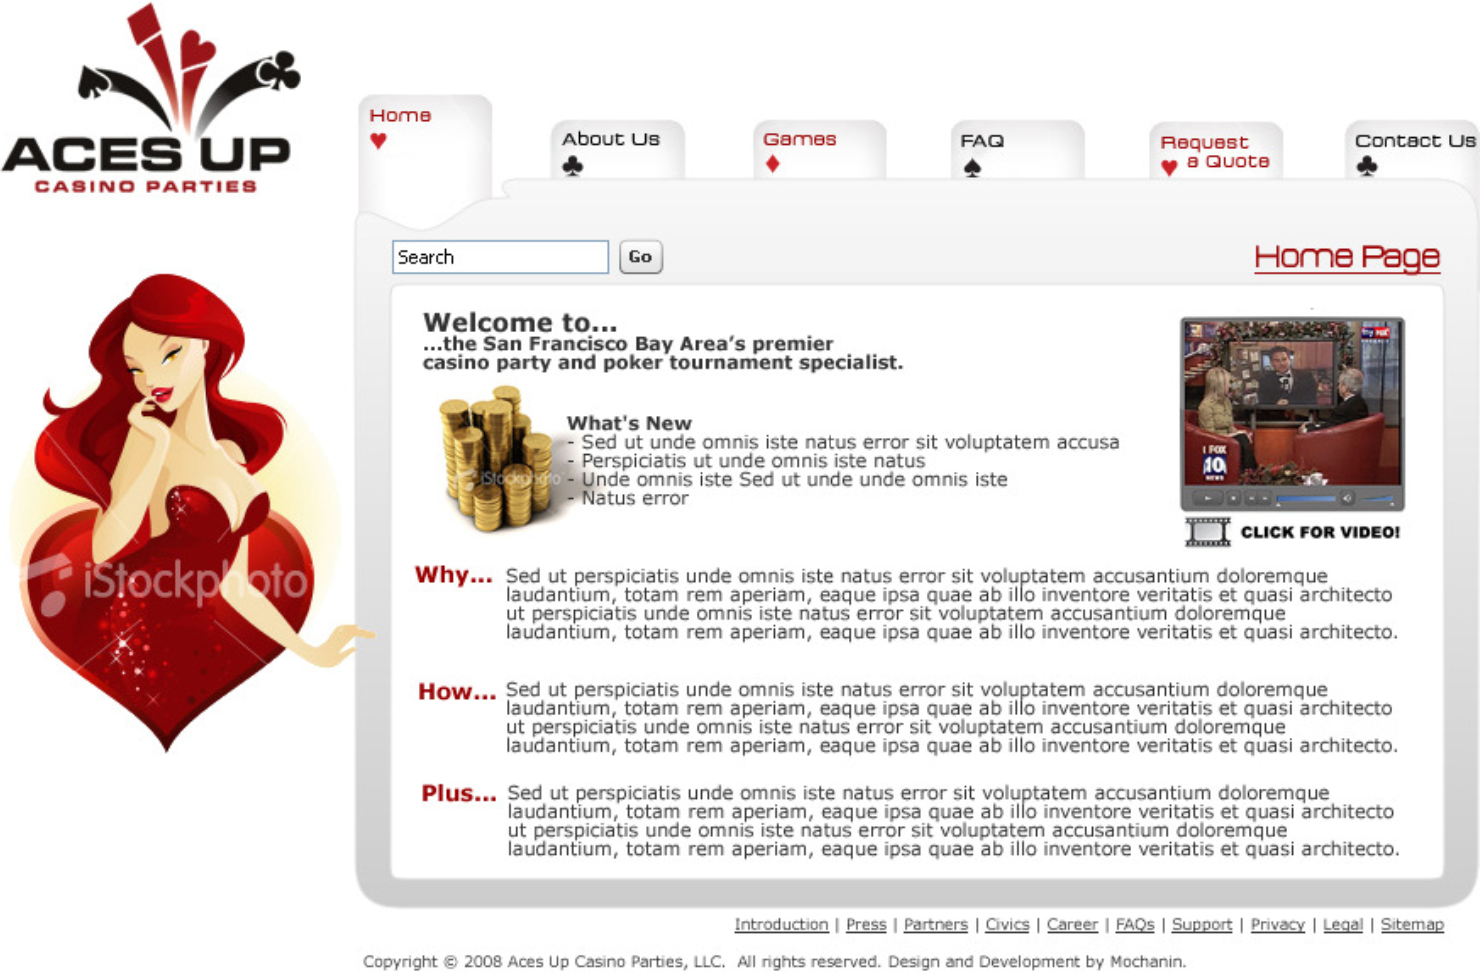 ACES UP
CASINO PARTIES
Home
About Us
Games
FAQ
Request
a Quote
Contact Us
Search
Go
Home Page
Welcome to...
...the San Francisco Bay Area's premier
casino party and poker tournament specialist.
What's New
- Sed ut unde omnis iste natus error sit voluptatem accusa
- Perspiciatis ut unde omnis iste natus
- Unde omnis iste Sed ut unde unde omnis iste
- Natus error
iStockphoto
my FOX
FOX
10
NEWS
CLICK FOR VIDEO!
iStockphoto
Why... Sed ut perspiciatis unde omnis iste natus error sit voluptatem accusantium doloremque
laudantium, totam rem aperiam, eaque ipsa quae ab illo inventore veritatis et quasi architecto
ut perspiciatis unde omnis iste natus error sit voluptatem accusantium doloremque
laudantium, totam rem aperiam, eaque ipsa quae ab illo inventore veritatis et quasi architecto.
How... Sed ut perspiciatis unde omnis iste natus error sit voluptatem accusantium doloremque
laudantium, totam rem aperiam, eaque ipsa quae ab illo inventore veritatis et quasi architecto
ut perspiciatis unde omnis iste natus error sit voluptatem accusantium doloremque
laudantium, totam rem aperiam, eaque ipsa quae ab illo inventore veritatis et quasi architecto.
Plus... Sed ut perspiciatis unde omnis iste natus error sit voluptatem accusantium doloremque
laudantium, totam rem aperiam, eaque ipsa quae ab illo inventore veritatis et quasi architecto
ut perspiciatis unde omnis iste natus error sit voluptatem accusantium doloremque
laudantium, totam rem aperiam, eaque ipsa quae ab illo inventore veritatis et quasi architecto.
Introduction | Press | Partners | Civics | Career | FAQs | Support | Privacy | Legal | Sitemap
Copyright © 2008 Aces Up Casino Parties, LLC. All rights reserved. Design and Development by Mochanin.